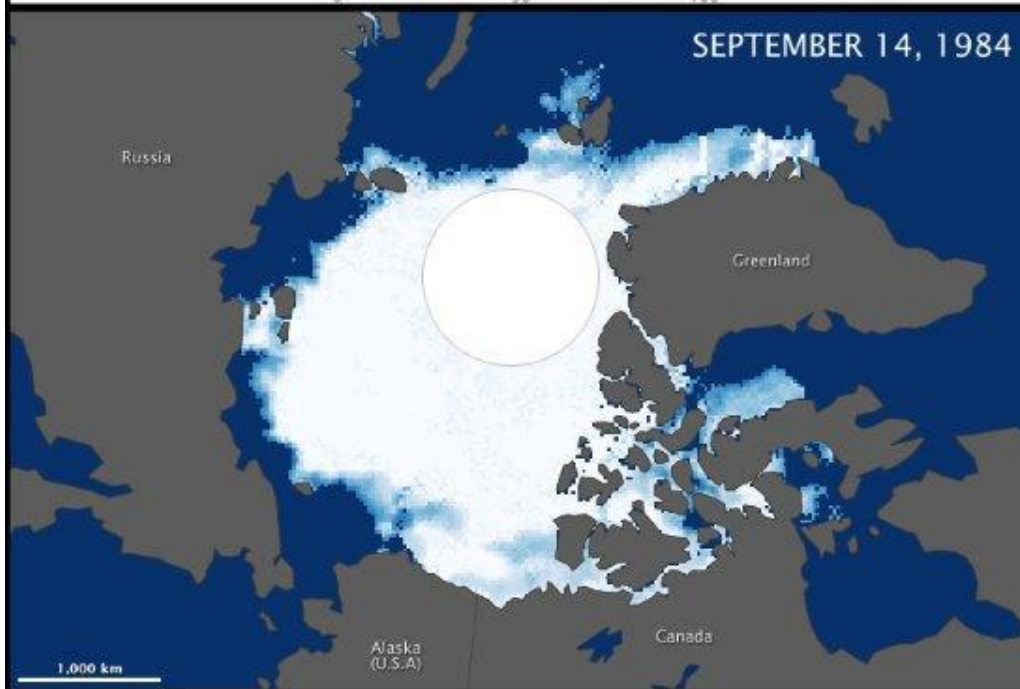 SEPTEMBER 14, 1984
Russia
Greenland
Alaska
(U.S.A)
Canada
1,000 km